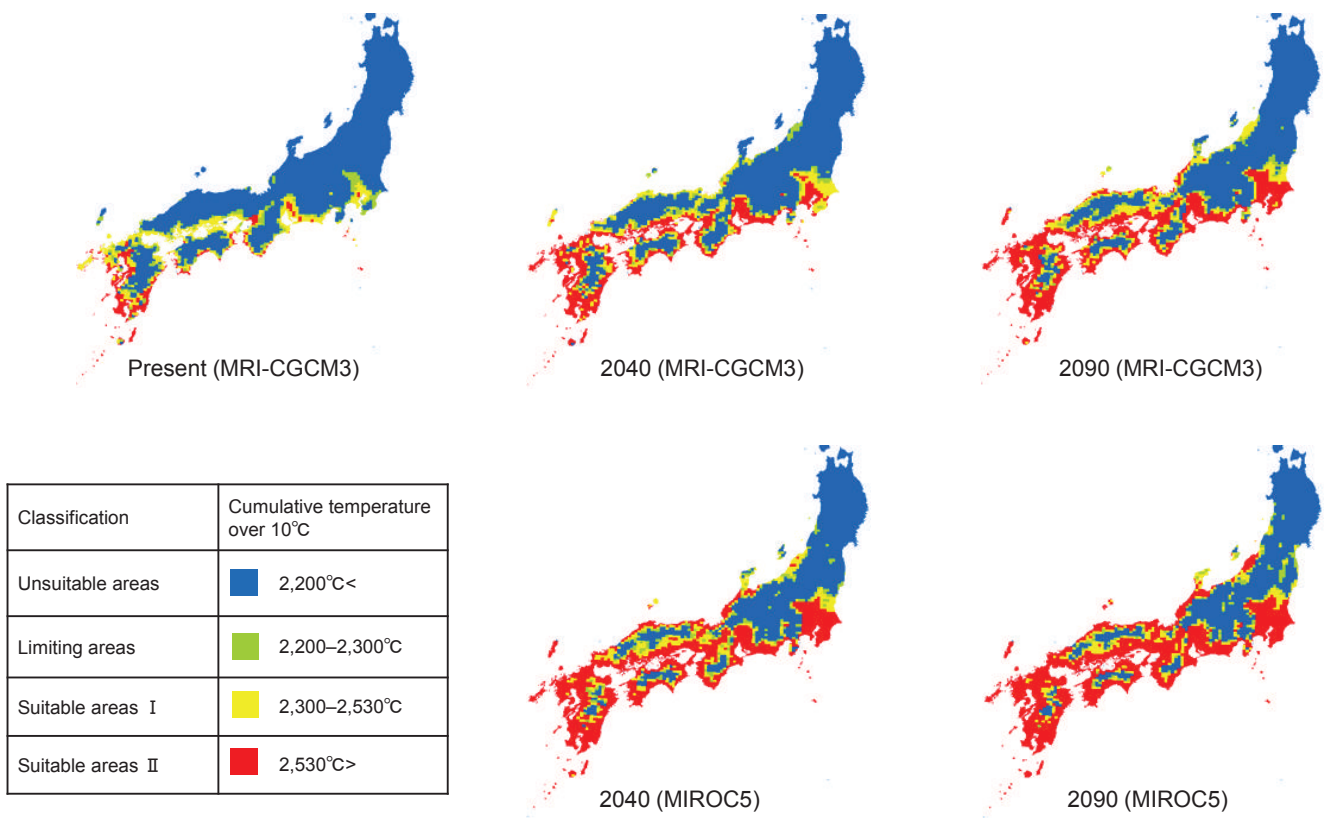 Present (MRI-CGCM3)
2040 (MRI-CGCM3)
2090 (MRI-CGCM3)
Classification
Cumulative temperature
over 10℃
Unsuitable areas
2,200℃<
Limiting areas
2,200–2,300℃
Suitable areas Ⅰ
2,300–2,530℃
Suitable areas Ⅱ
2,530℃>
2040 (MIROC5)
2090 (MIROC5)